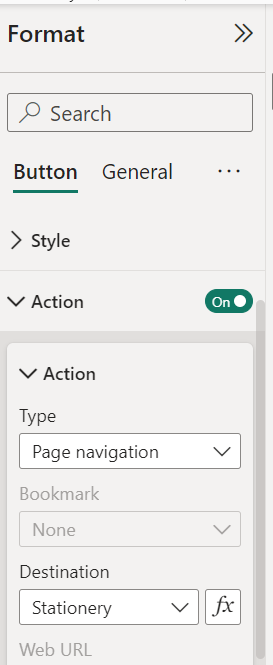 Format
Search
Button General ...
Style
Action On
Action
Type
Page navigation
Bookmark
None
Destination
Stationery fx
Web URL